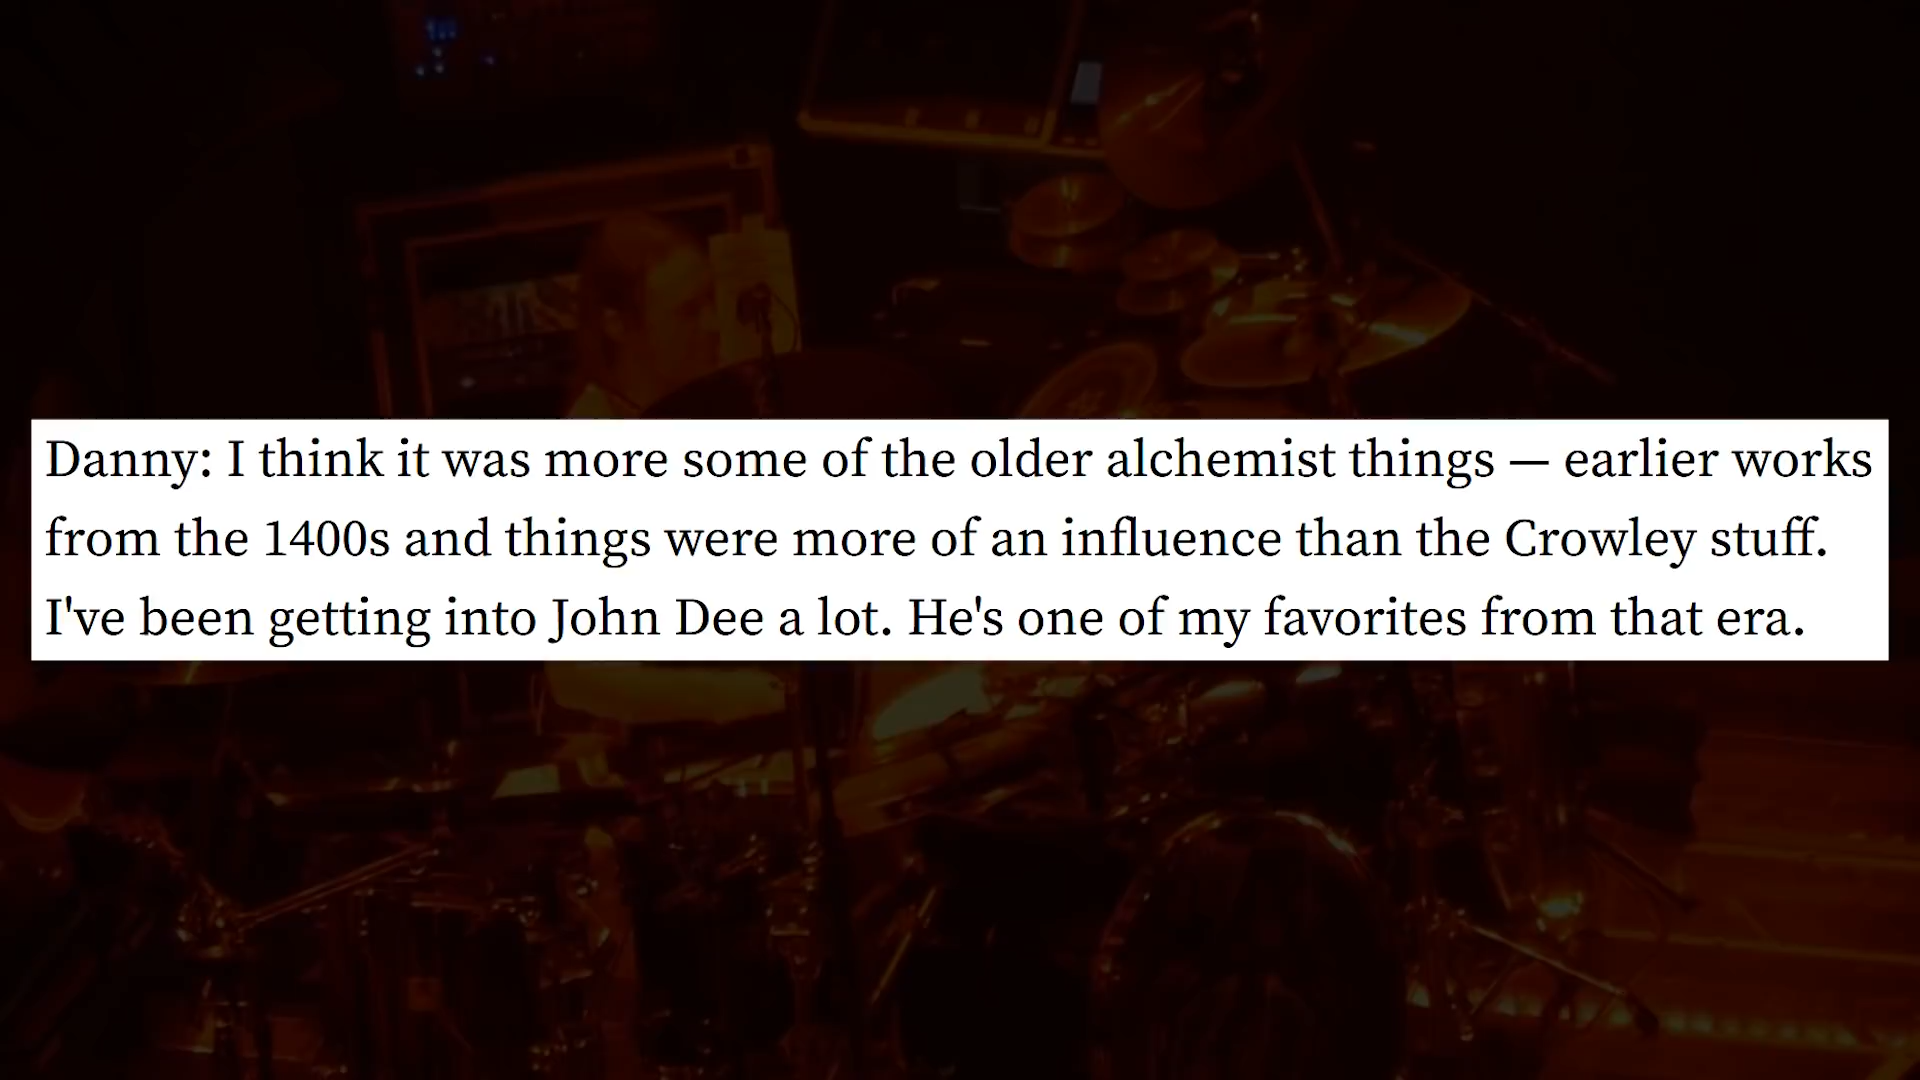 Danny: I think it was more some of the older alchemist things — earlier works
from the 1400s and things were more of an influence than the Crowley stuff.
I've been getting into John Dee a lot. He's one of my favorites from that era.